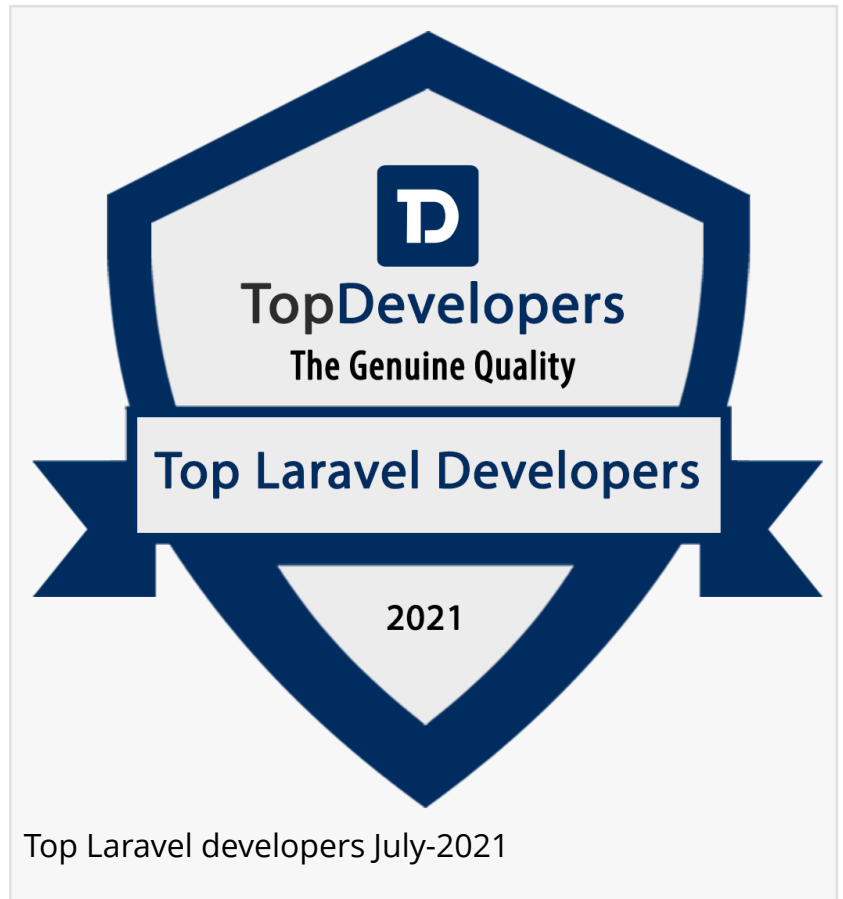 TD
TopDevelopers
The Genuine Quality
Top Laravel Developers
2021
Top Laravel developers July-2021